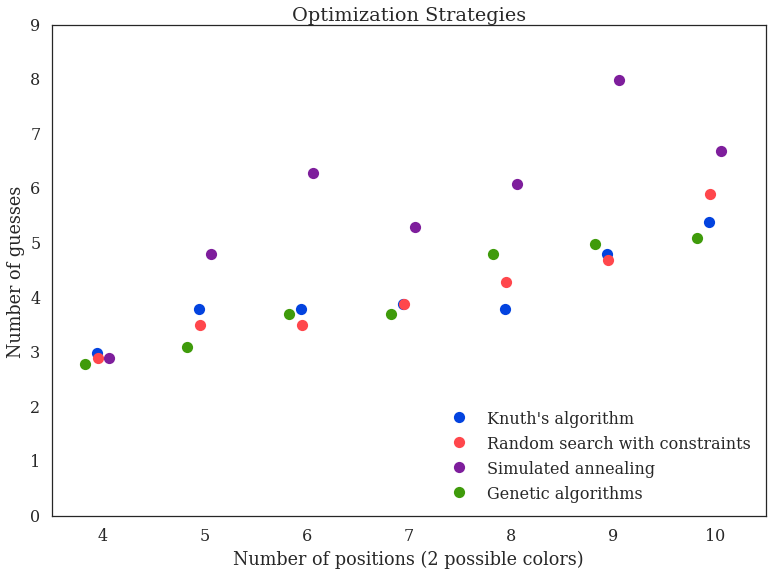 Optimization Strategies
9
8
7
6
5
4
3
2
1
0
Number of guesses
Knuth's algorithm
Random search with constraints
Simulated annealing
Genetic algorithms
4 5 6 7 8 9 10
Number of positions (2 possible colors)